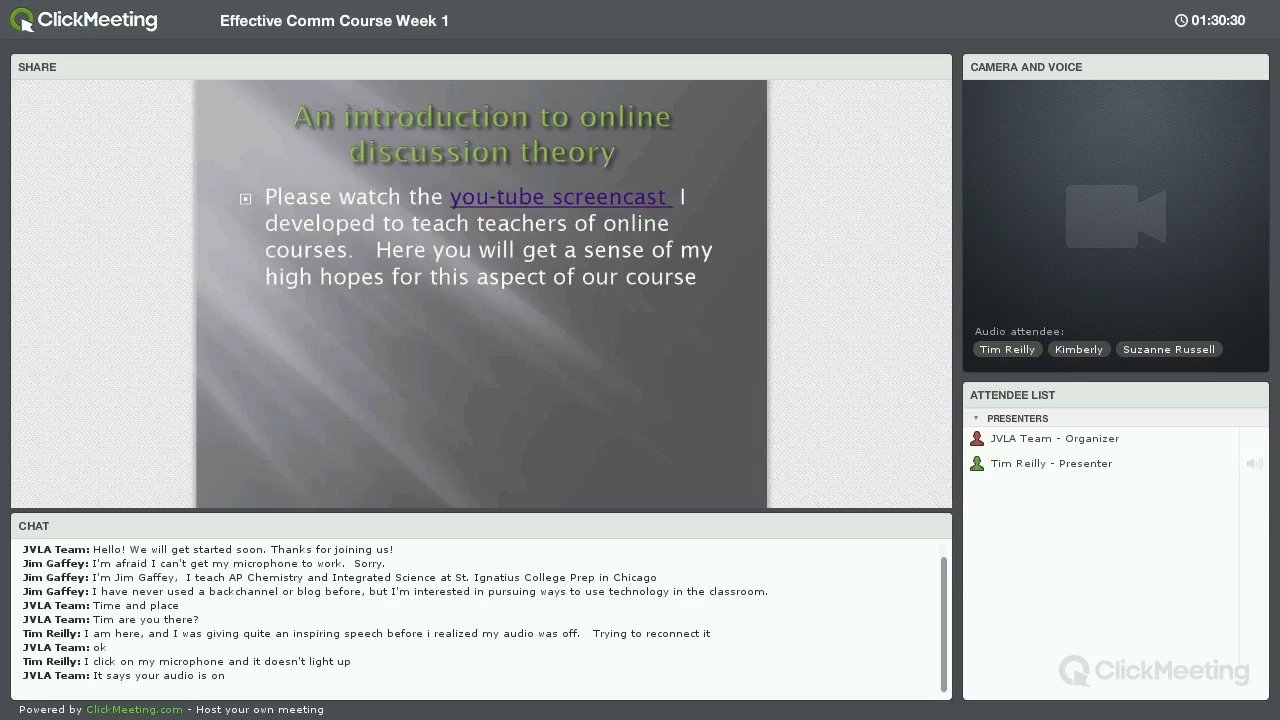 ClickMeeting
Effective Comm Course Week 1
01:30:30
SHARE
An introduction to online
discussion theory
Please watch the you-tube screencast I
developed to teach teachers of online
courses. Here you will get a sense of my
high hopes for this aspect of our course
CAMERA AND VOICE
Audio attendee:
Tim Reilly Kimberly Suzanne Russell
ATTENDEE LIST
PRESENTERS
JVLA Team - Organizer
Tim Reilly - Presenter
ClickMeeting
CHAT
JVLA Team: Hello! We will get started soon. Thanks for joining us!
Jim Gaffey: I'm afraid I can't get my microphone to work. Sorry.
Jim Gaffey: I'm Jim Gaffey, I teach AP Chemistry and Integrated Science at St. Ignatius College Prep in Chicago
Jim Gaffey: I have never used a backchannel or blog before, but I'm interested in pursuing ways to use technology in the classroom.
JVLA Team: Time and place
JVLA Team: Tim are you there?
Tim Reilly: I am here, and I was giving quite an inspiring speech before i realized my audio was off. Trying to reconnect it
JVLA Team: ok
Tim Reilly: I click on my microphone and it doesn't light up
JVLA Team: It says your audio is on
Powered by ClickMeeting.com - Host your own meeting